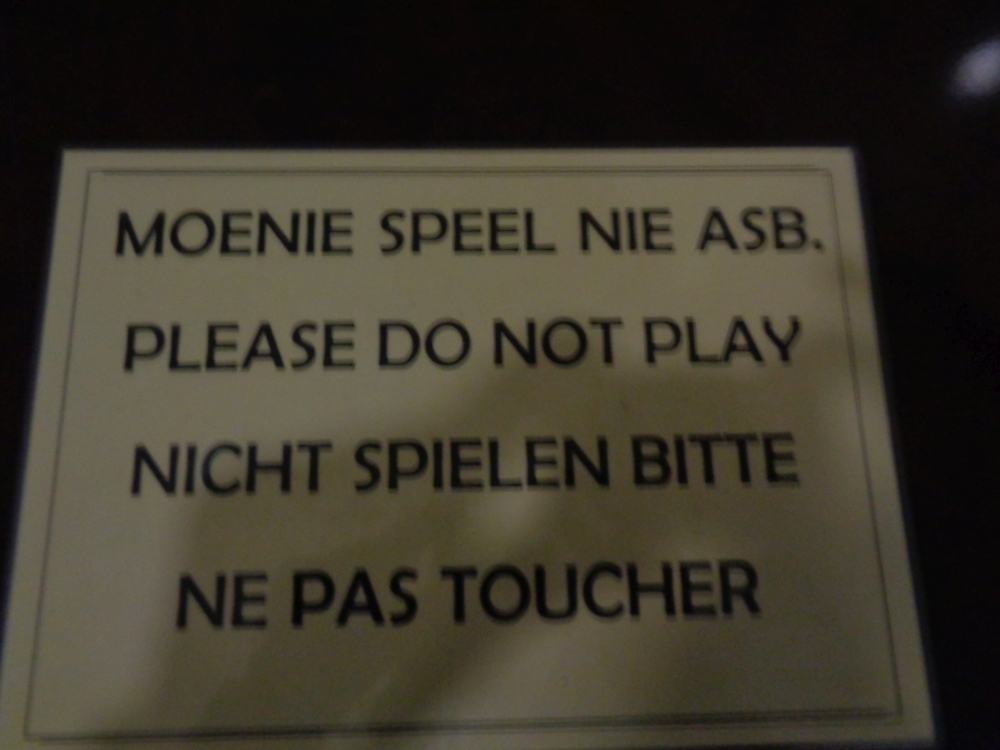 MOENIE SPEEL NIE ASB.
PLEASE DO NOT PLAY
NICHT SPIELEN BITTE
NE PAS TOUCHER